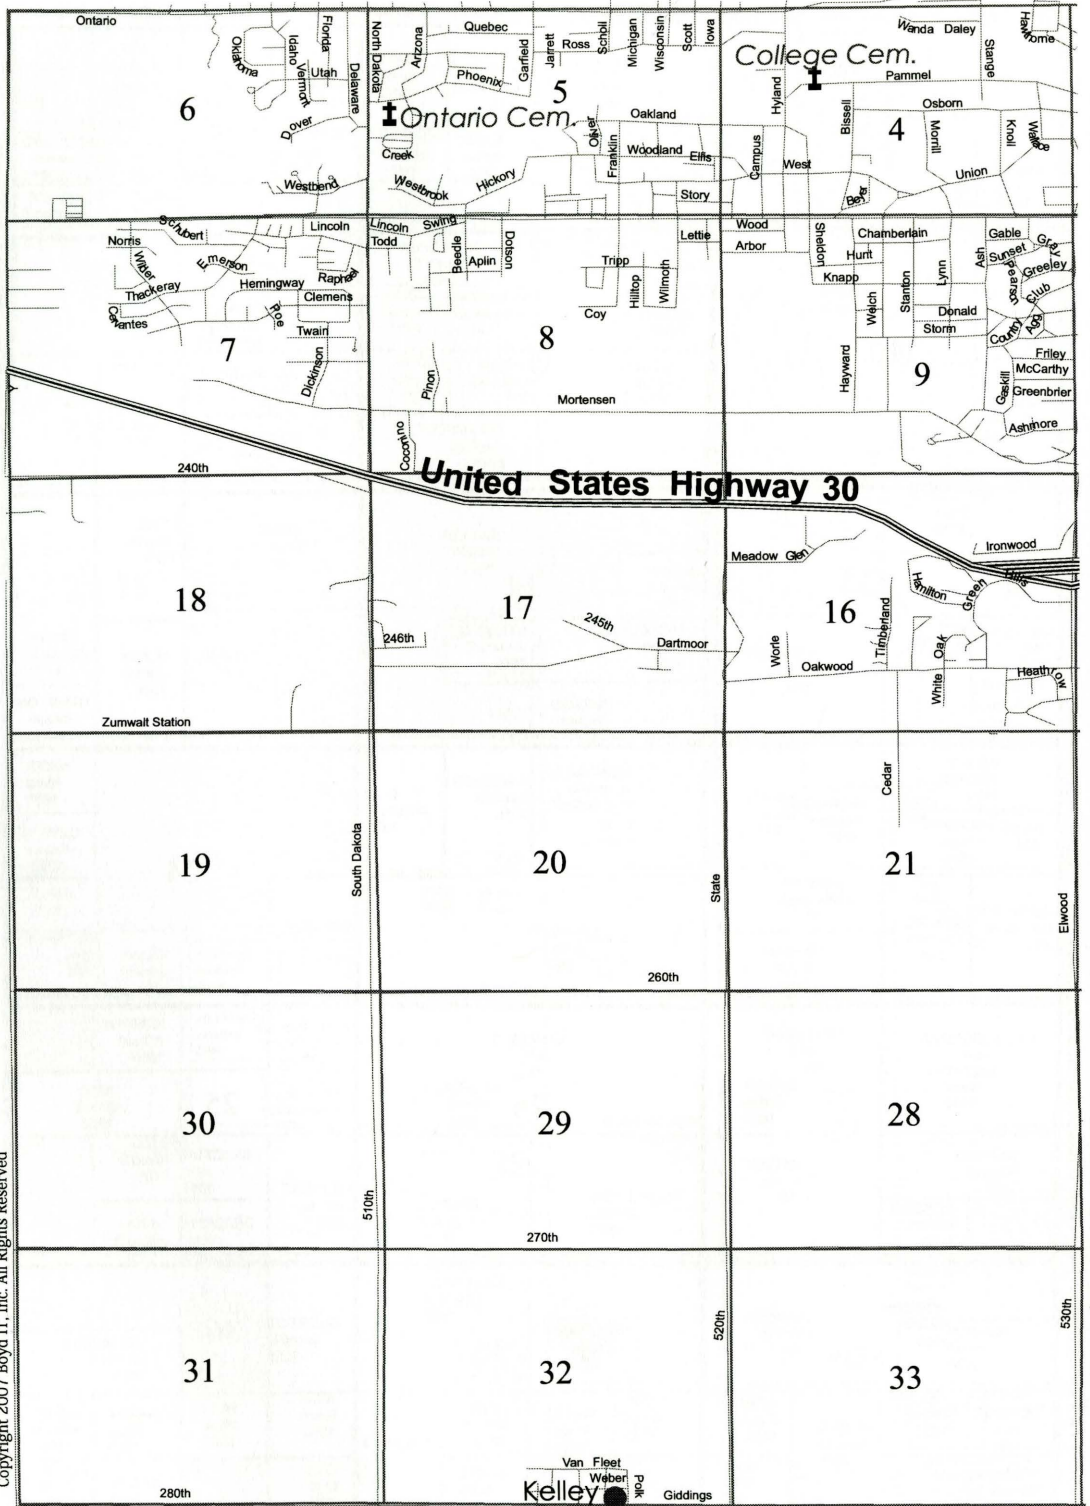 Ontario
Oklahoma
Idaho
Vermont
Florida
Utah
Delaware
Dover
Westbend
6
North Dakota
Arizona
Quebec
Phoenix
Garfield
Jarrett
Ross
Scholl
Michigan
Wisconsin
Scott
Iowa
5
Ontario Cem.
Creek
Westbrook
Hickory
Oliver
Oakland
Franklin
Woodland
Ellis
Story
College Cem.
Wanda
Daley
Stange
Hawthorne
Hyland
Pammel
Bissell
Osborn
4
Morrill
Knoll
Wallace
Campus
West
Union
Beyer
Schubert
Norris
Wilder
Emerson
Lincoln
Raphael
Thackeray
Hemingway
Clemens
Cervantes
Poe
Twain
7
Dickinson
Lincoln
Swing
Todd
Beedle
Aplin
Dotson
Lettie
Tripp
Hilltop
Wilmoth
Coy
8
Pinon
Mortensen
Coconino
Wood
Arbor
Sheldon
Chamberlain
Hunt
Knapp
Welch
Stanton
Lynn
Ash
Gable
Gray
Sunset
Pearson
Greeley
Club
Donald
Storm
Country
Agg
Hayward
9
Friley
McCarthy
Gaskill
Greenbrier
Ashmore
240th
United States Highway 30
18
17
16
246th
245th
Dartmoor
Meadow Glen
Ironwood
Hamilton
Green
Hills
Worle
Timberland
Oakwood
Oak
White
Heathrow
Zumwalt Station
Cedar
19
South Dakota
20
State
21
Elwood
260th
30
29
28
510th
270th
31
32
33
520th
530th
Van Fleet
Weber
Polk
Kelley
Giddings
280th
Copyright 2007 Boyd IT, Inc. All Rights Reserved